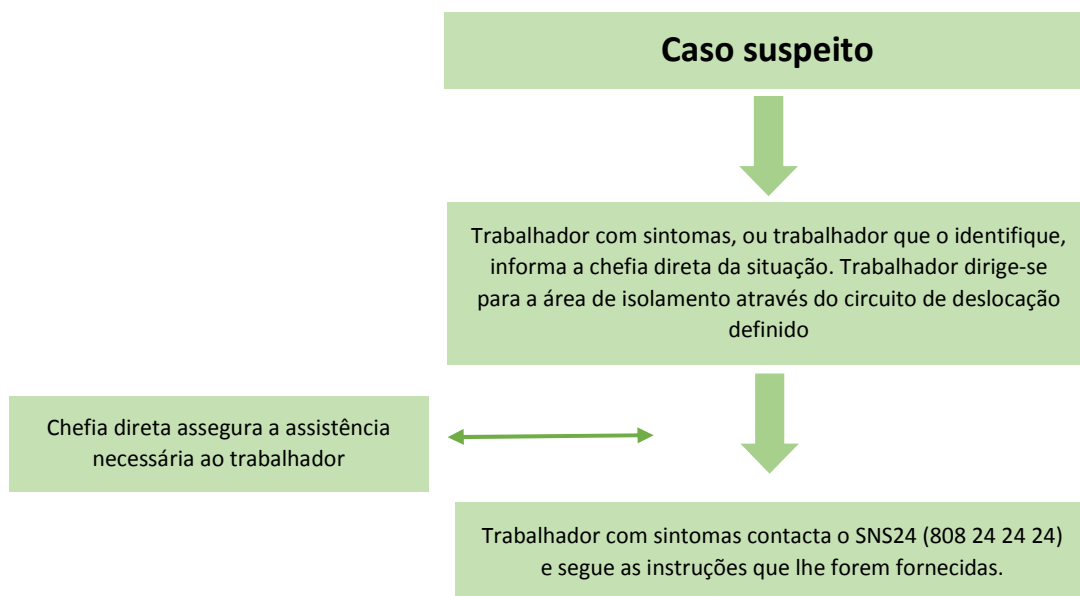 Caso suspeito
Trabalhador com sintomas, ou trabalhador que o identifique,
informa a chefia direta da situação. Trabalhador dirige-se
para a área de isolamento através do circuito de deslocação
definido
Chefia direta assegura a assistência
necessária ao trabalhador
Trabalhador com sintomas contacta o SNS24 (808 24 24 24)
e segue as instruções que lhe forem fornecidas.